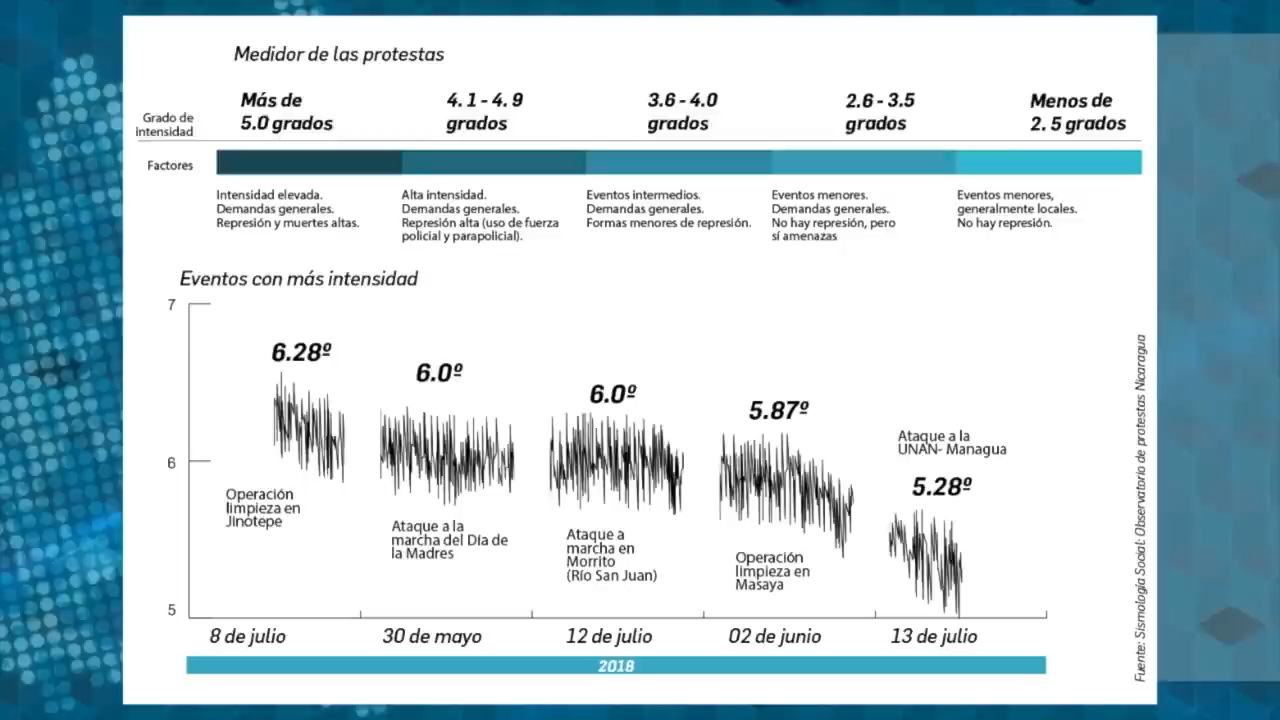 Medidor de las protestas
Grado de
intensidad
Más de
5.0 grados
4. 1 - 4. 9
grados
3.6 - 4.0
grados
2.6 - 3.5
grados
Menos de
2. 5 grados
Factores
Intensidad elevada.
Demandas generales.
Represión y muertes altas.
Alta intensidad.
Demandas generales.
Represión alta (uso de fuerza
policial y parapolicial).
Eventos intermedios.
Demandas generales.
Formas menores de represión.
Eventos menores.
Demandas generales.
No hay represión, pero
sí amenazas
Eventos menores,
generalmente locales.
No hay represión.
Eventos con más intensidad
7
6
5
6.28º
Operación
limpieza en
Jinotepe
6.0º
Ataque a la
marcha del Día de
la Madres
6.0º
Ataque a
marcha en
Morrito
(Río San Juan)
5.87º
Operación
limpieza en
Masaya
Ataque a la
UNAN- Managua
5.28º
8 de julio
30 de mayo
12 de julio
02 de junio
13 de julio
2018
Fuente: Sismología Social: Observatorio de protestas Nicaragua